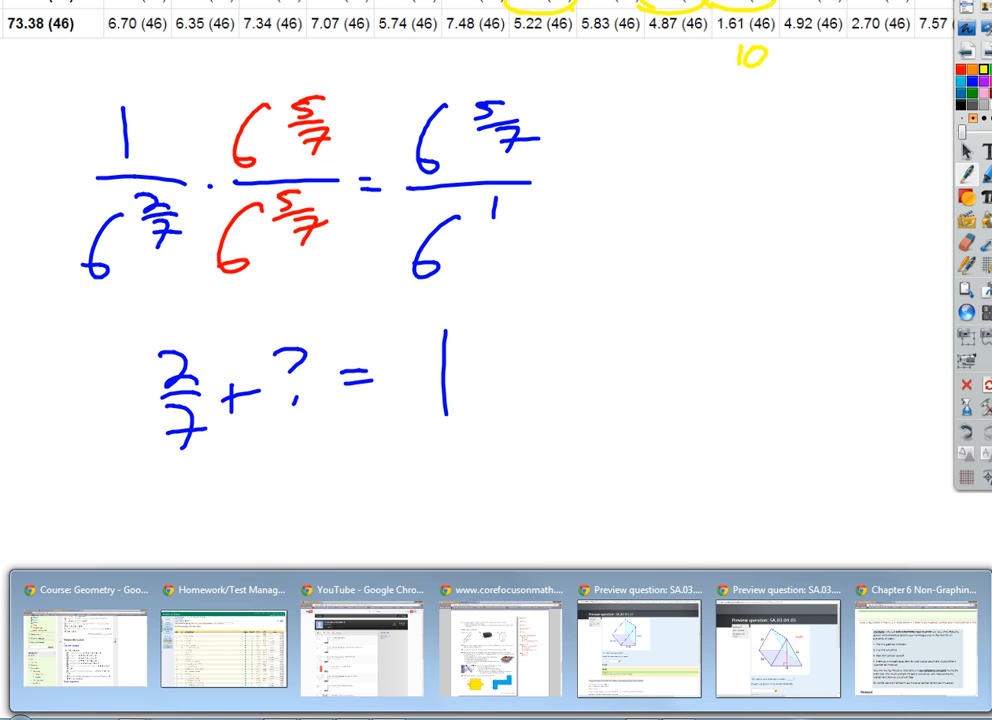 73.38 (46) 6.70 (46) 6.35 (46) 7.34 (46) 7.07 (46) 5.74 (46) 7.48 (46) 5.22 (46) 5.83 (46) 4.87 (46) 1.61 (46) 4.92 (46) 2.70 (46) 7.57
10
1/6^(2/7) · 6^(5/7)/6^(5/7) = 6^(5/7)/6^1
2/7 + ? = 1
Course: Geometry - Goo... Homework/Test Manag... YouTube - Google Chro... www.corefocusonmath.... Preview question: SA.03.... Preview question: SA.03.... Chapter 6 Non-Graphin...